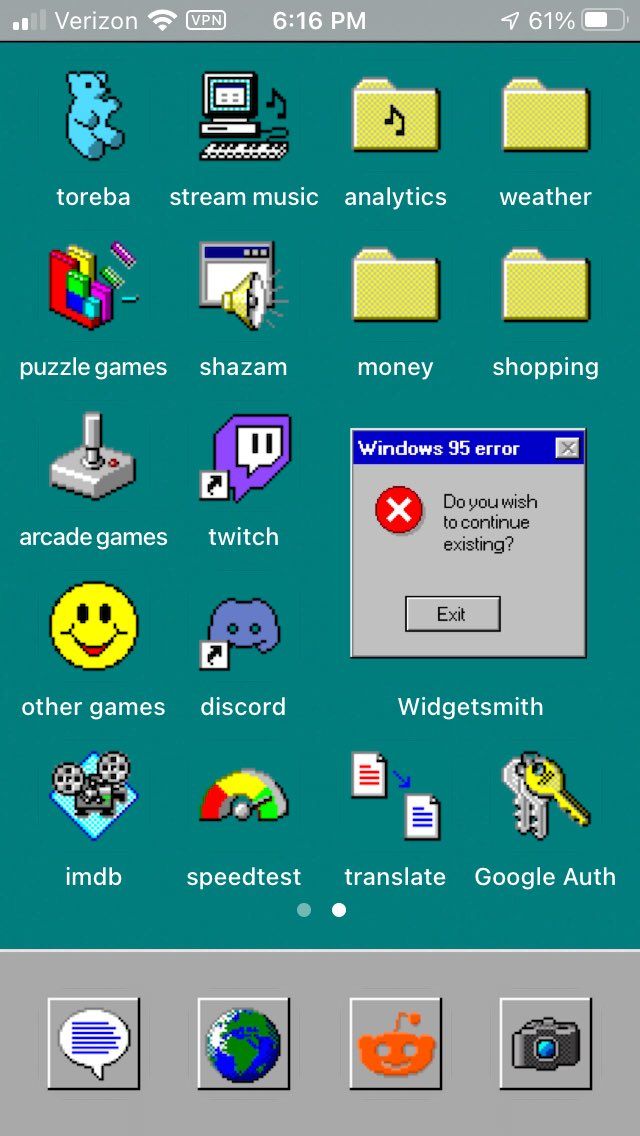 Verizon VPN 6:16 PM 61%
toreba stream music analytics weather
puzzle games shazam money shopping
Windows 95 error
Do you wish
to continue
existing?
Exit
arcade games twitch
other games discord Widgetsmith
imdb speedtest translate Google Auth